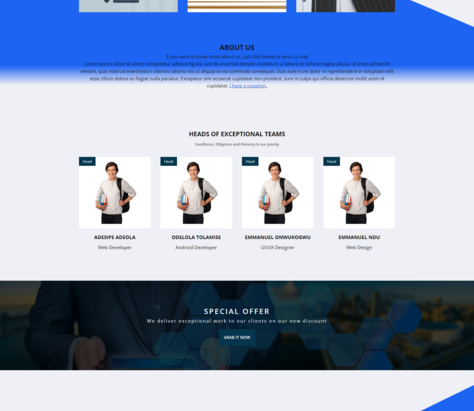 ABOUT US
If you want to know more about us, just click below or send us mail
Lorem ipsum dolor sit amet, consectetur adipiscing elit, sed do eiusmod tempor incididunt ut labore et dolore magna aliqua. Ut enim ad minim
veniam, quis nostrud exercitation ullamco laboris nisi ut aliquip ex ea commodo consequat. Duis aute irure dolor in reprehenderit in voluptate velit
esse cillum dolore eu fugiat nulla pariatur. Excepteur sint occaecat cupidatat non proident, sunt in culpa qui officia deserunt mollit anim id
cupidatat. I have a question.
HEADS OF EXCEPTIONAL TEAMS
Excellence, Diligence and Honesty is our priority
Head Head Head Head
ADESIPE ADEOLA ODELOLA TOLAMISE EMMANUEL ONWUKOGWU EMMANUEL NDU
Web Developer Android Developer UI/UX Designer Web Design
SPECIAL OFFER
We deliver exceptional work to our clients on our new discount
GRAB IT NOW